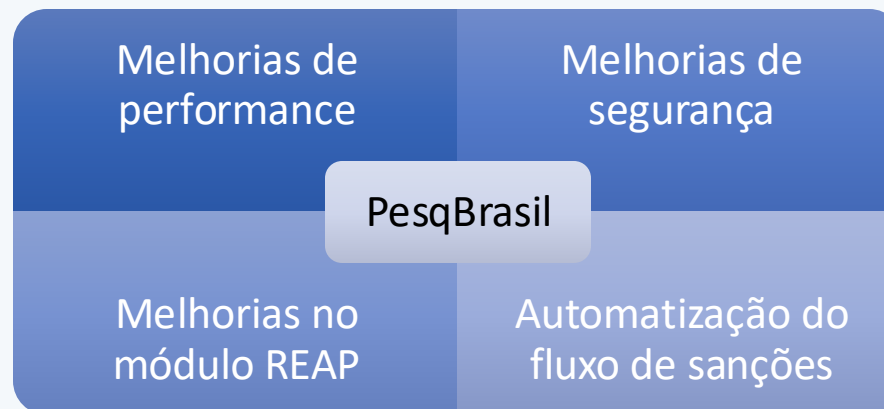 Melhorias de
performance
Melhorias de
segurança
PesqBrasil
Melhorias no
módulo REAP
Automatização do
fluxo de sanções